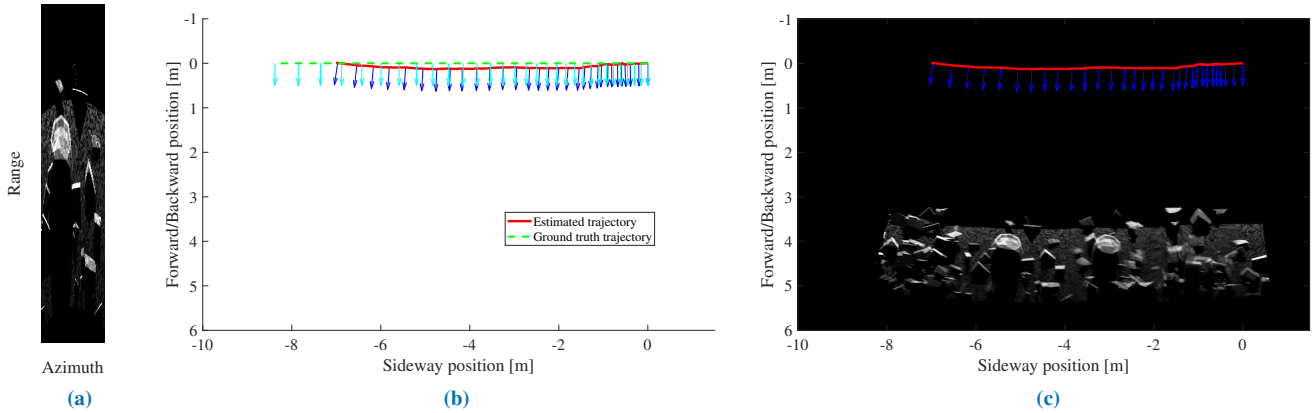 Range
Azimuth
(a)
-1
0
1
2
3
4
5
6
Forward/Backward position [m]
-10
-8
-6
-4
-2
0
Sideway position [m]
Estimated trajectory
Ground truth trajectory
(b)
-1
0
1
2
3
4
5
6
Forward/Backward position [m]
-10
-8
-6
-4
-2
0
Sideway position [m]
(c)